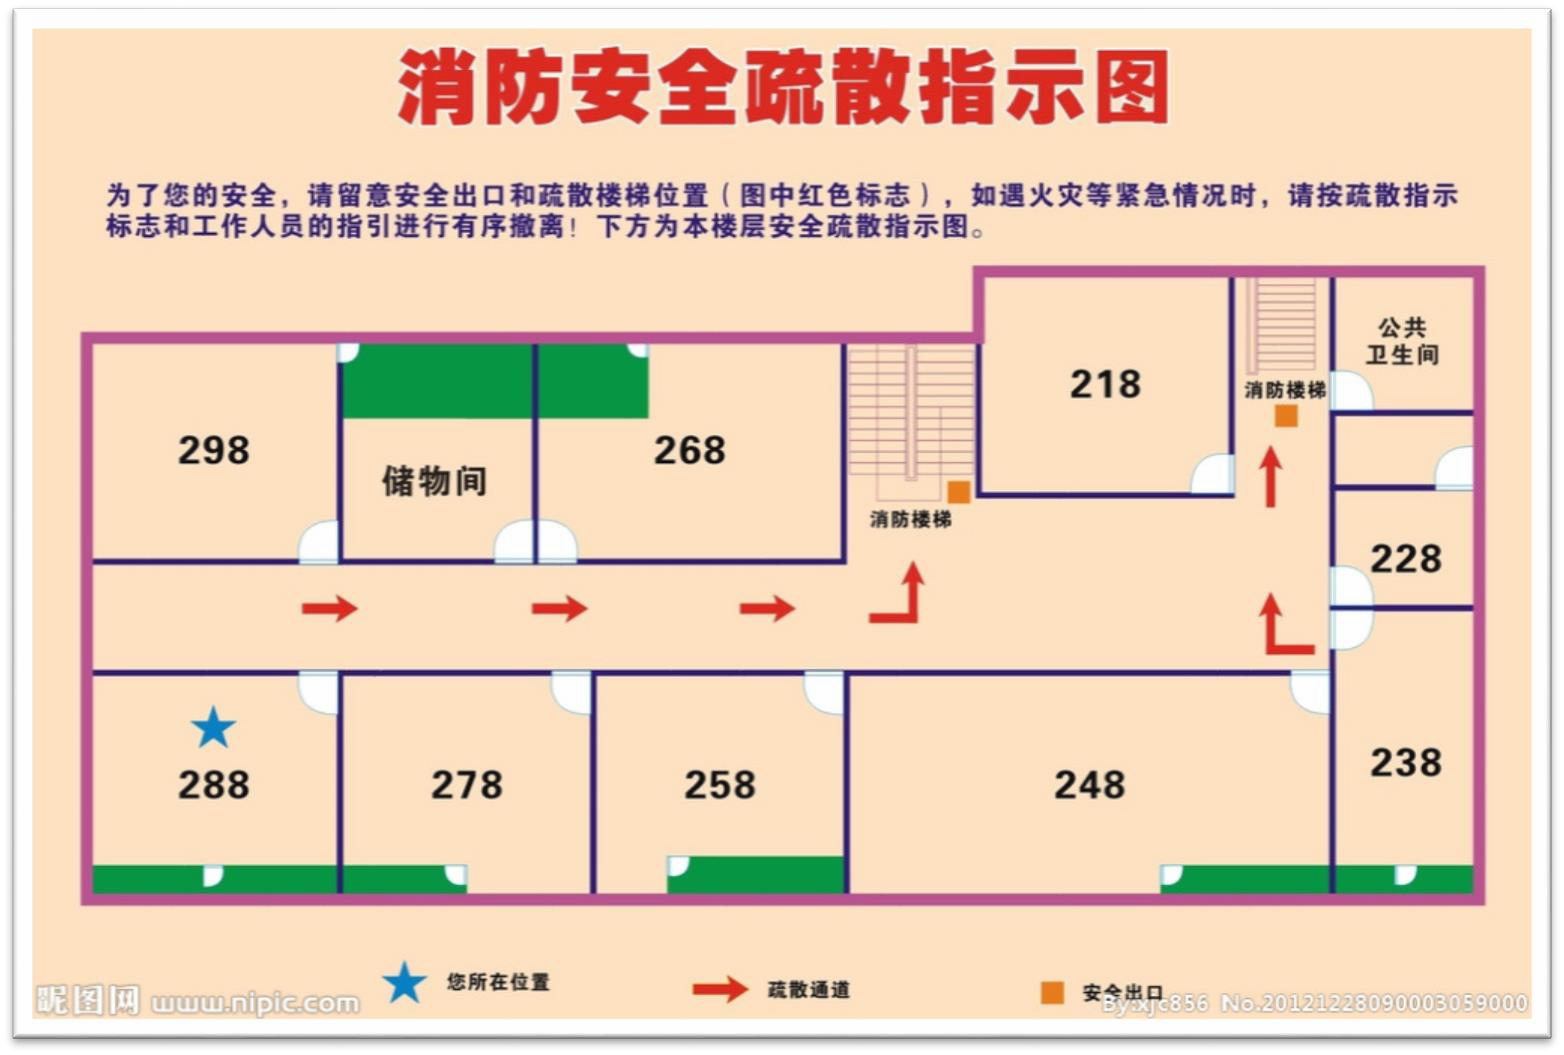 消防安全疏散指示图
为了您的安全，请留意安全出口和疏散楼梯位置（图中红色标志），如遇火灾等紧急情况时，请按疏散指示
标志和工作人员的指引进行有序撤离！下方为本楼层安全疏散指示图。
公共
卫生间
218
消防楼梯
298
储物间
268
消防楼梯
228
288
278
258
248
238
您所在位置
疏散通道
安全出口
昵图网 www.nipic.com
By:xjc856 No.20121228090003059000